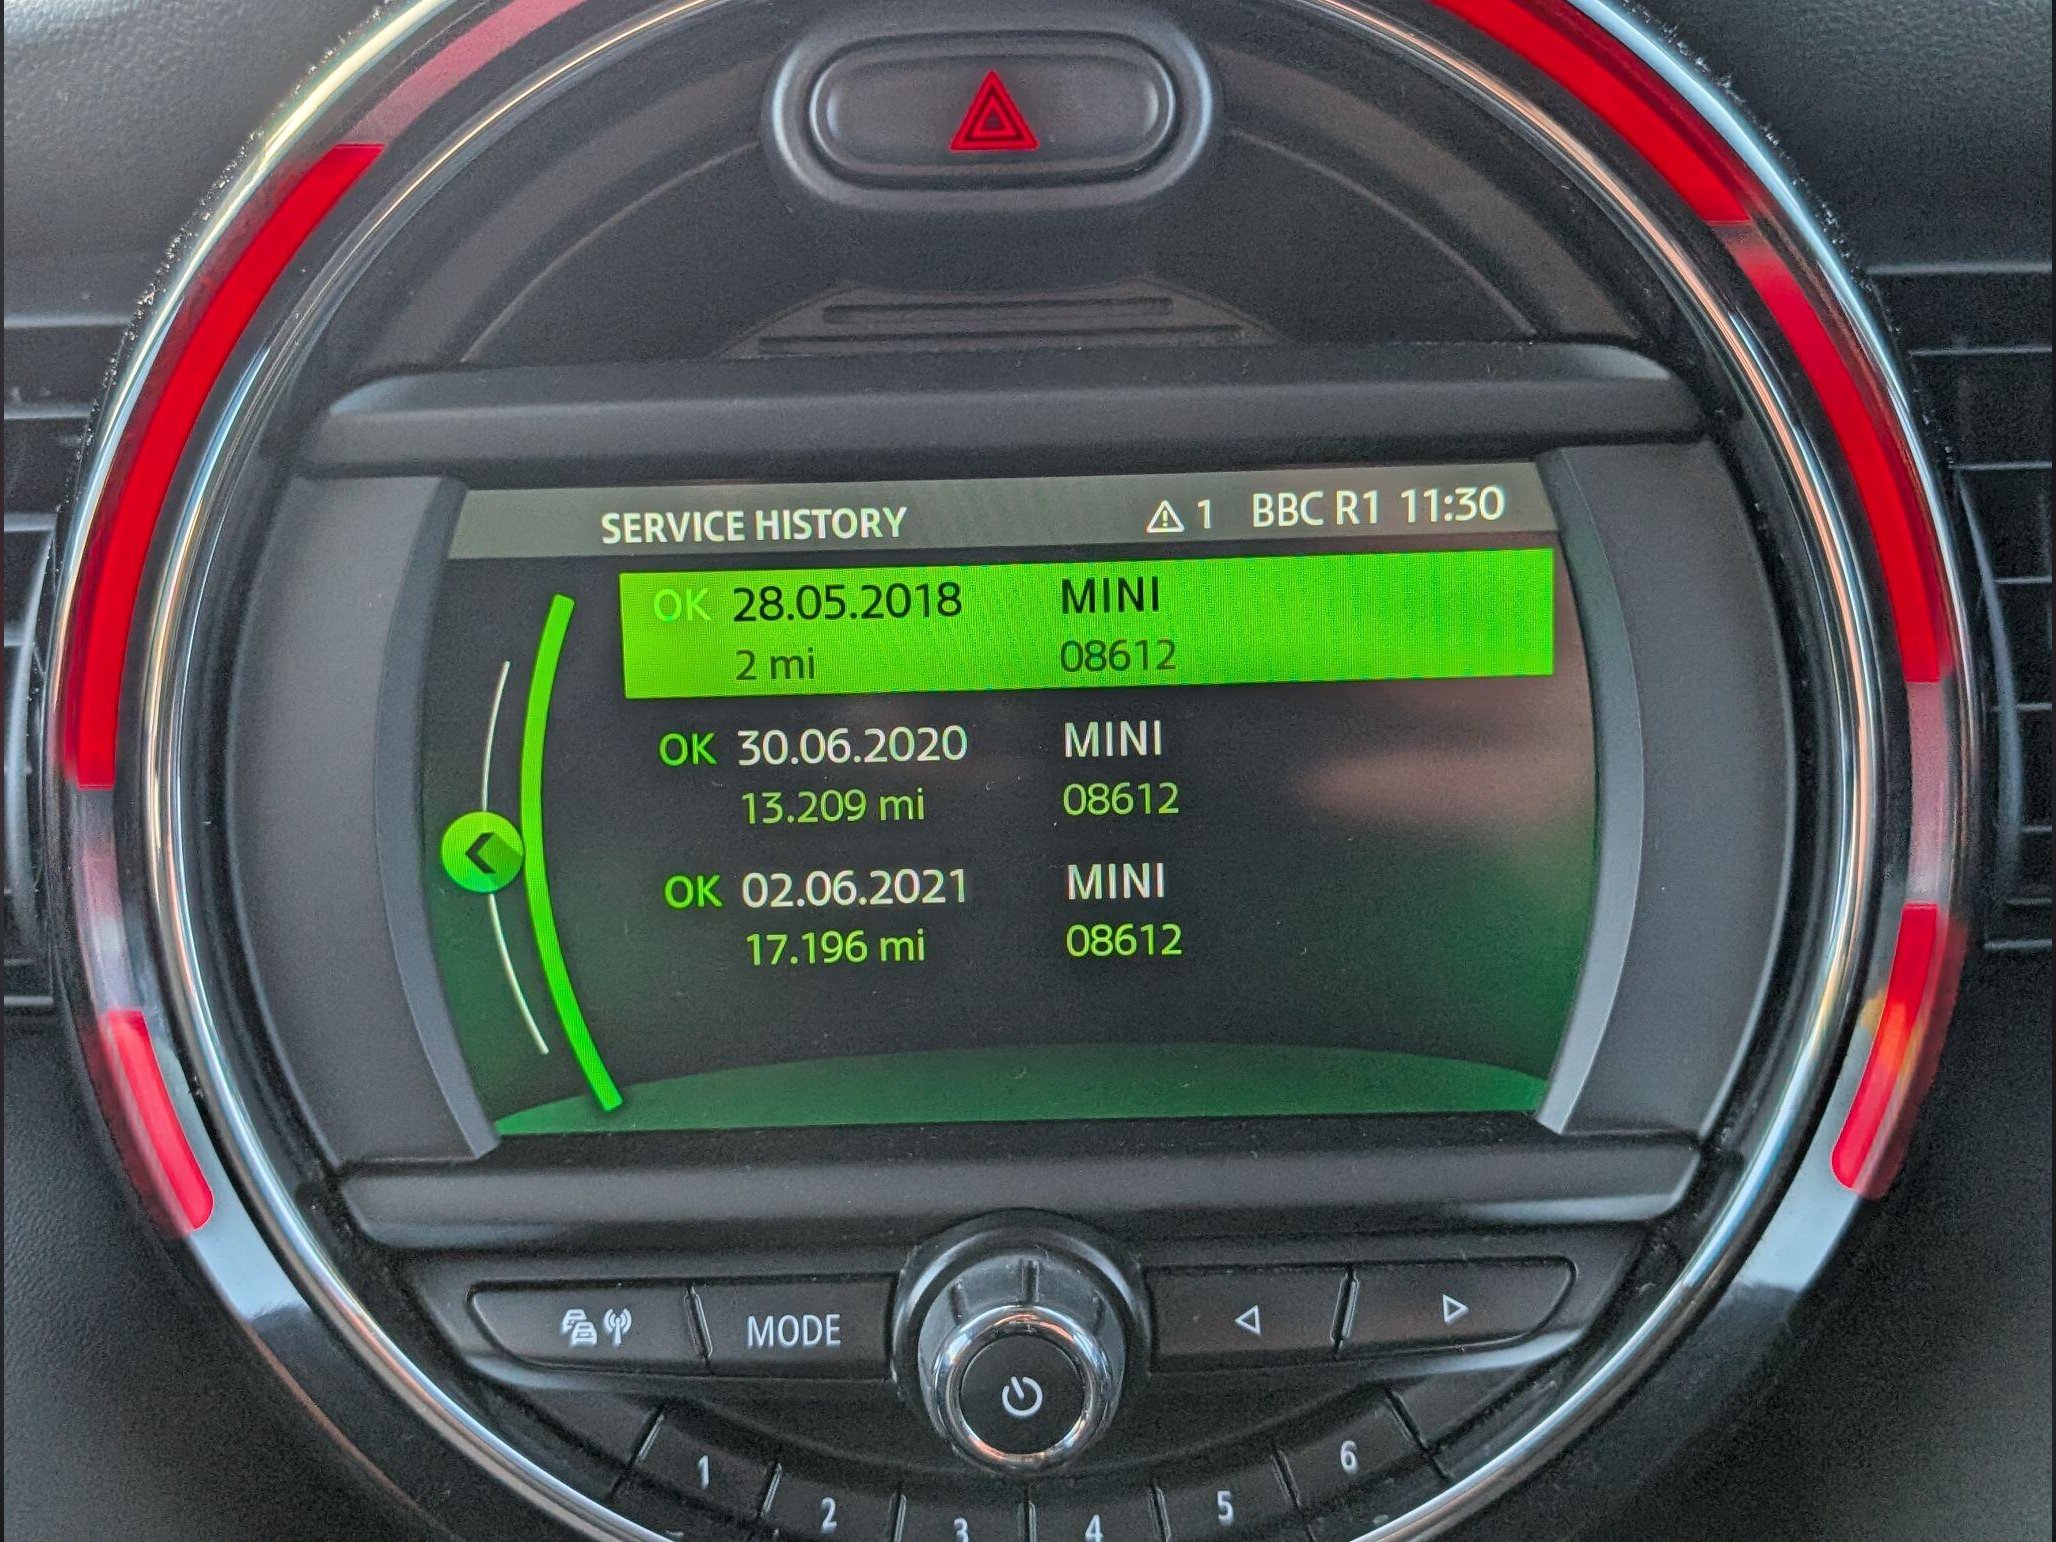 SERVICE HISTORY 1 BBC R1 11:30
OK 28.05.2018 MINI
2 mi 08612
OK 30.06.2020 MINI
13.209 mi 08612
OK 02.06.2021 MINI
17.196 mi 08612
MODE
1 2 3 4 5 6